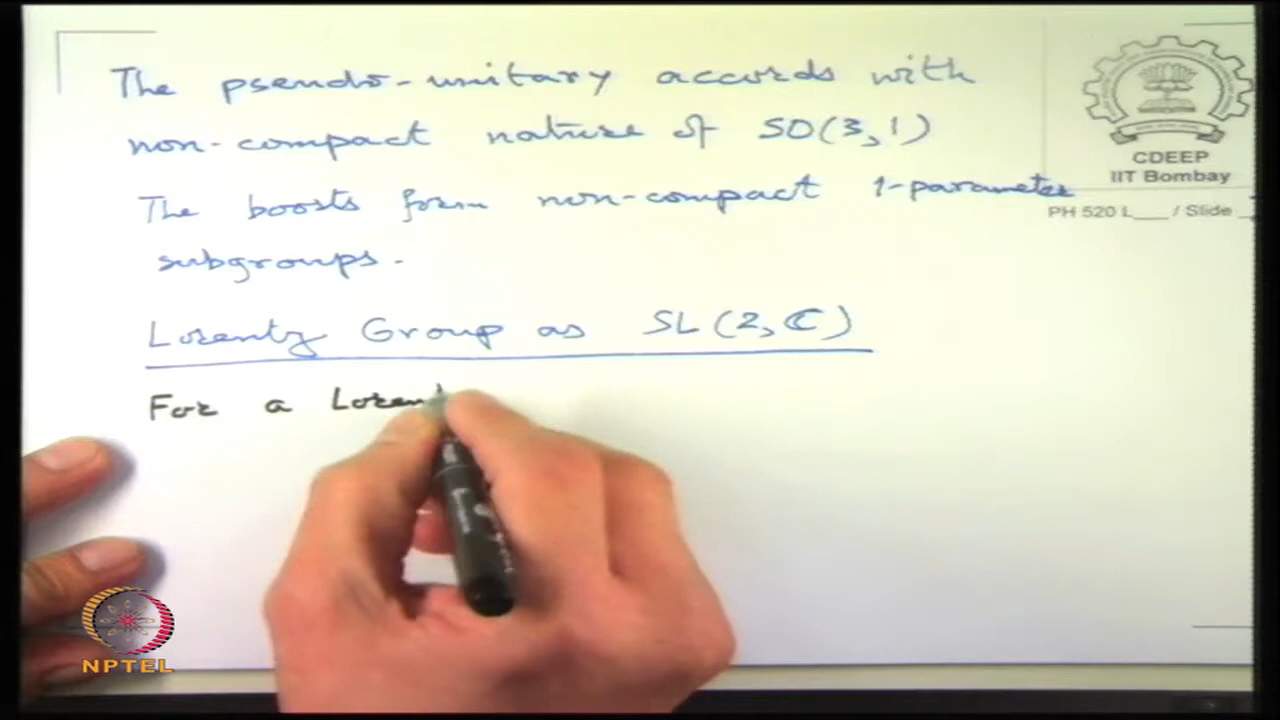 The pseudo-unitary accords with
non-compact nature of SO(3,1)
The boosts form non-compact 1-parameter
subgroups.
Lorentz Group as SL(2,ℂ)
For a Loren
CDEEP
IIT Bombay
PH 520 L___ / Slide
NPTEL